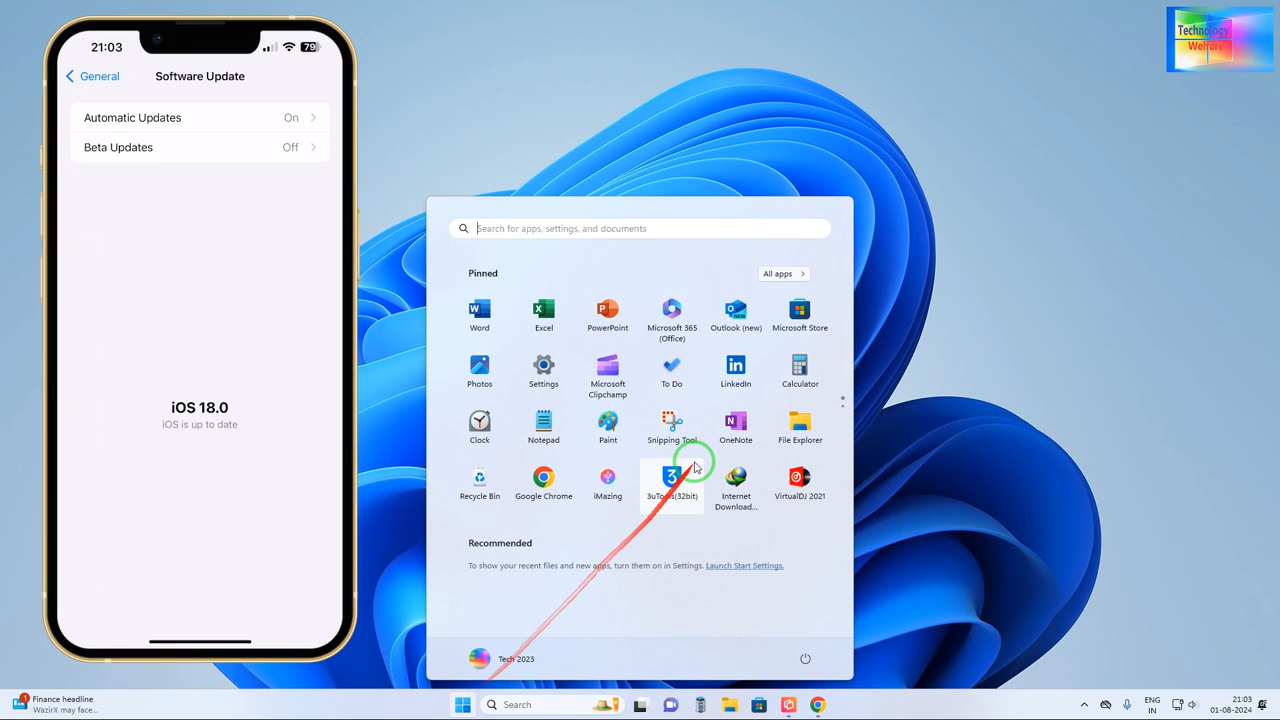 21:03
79
General
Software Update
Automatic Updates On
Beta Updates Off
iOS 18.0
iOS is up to date
Technology
Welfare
Search for apps, settings, and documents
Pinned
All apps
Word
Excel
PowerPoint
Microsoft 365
(Office)
Outlook (new)
Microsoft Store
Photos
Settings
Microsoft
Clipchamp
To Do
LinkedIn
Calculator
Clock
Notepad
Paint
Snipping Tool
OneNote
File Explorer
Recycle Bin
Google Chrome
iMazing
3uTools(32bit)
Internet
Download...
VirtualDJ 2021
Recommended
To show your recent files and new apps, turn them on in Settings. Launch Start Settings.
Tech 2023
1
Finance headline
WazirX may face...
Search
ENG
IN
21:03
01-08-2024